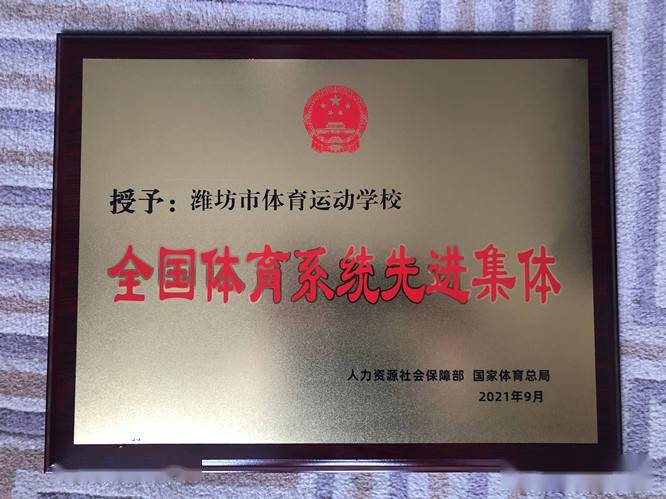 授予：潍坊市体育运动学校
全国体育系统先进集体
人力资源社会保障部 国家体育总局
2021年9月